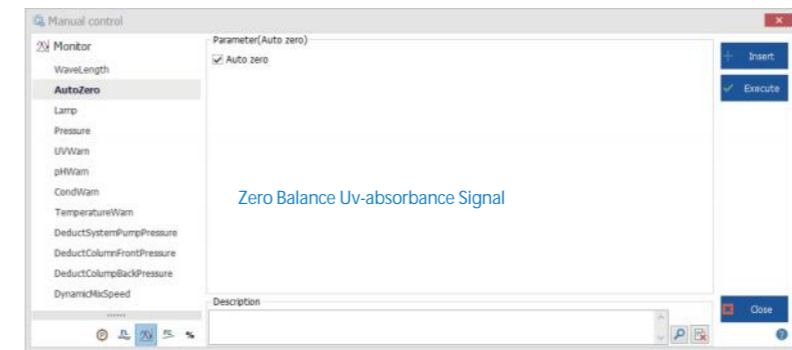 Manual control
Monitor
WaveLength
AutoZero
Lamp
Pressure
UVWarn
pHWarn
CondWarn
TemperatureWarn
DeductSystemPumpPressure
DeductColumnFrontPressure
DeductColumpBackPressure
DynamicMixSpeed
Parameter(Auto zero)
Auto zero
Zero Balance Uv-absorbance Signal
Description
Insert
Execute
Close